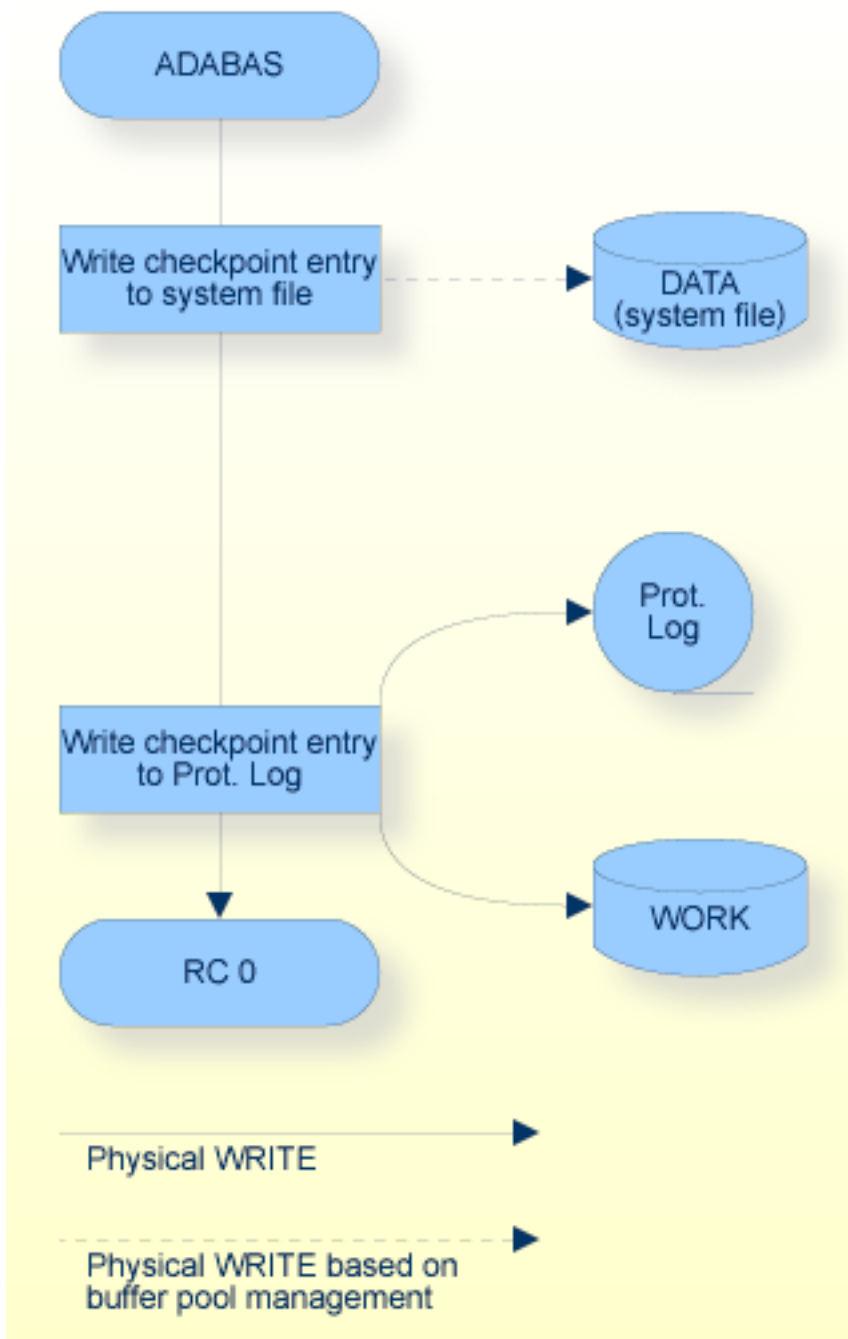 ADABAS
Write checkpoint entry
to system file
DATA
(system file)
Prot.
Log
Write checkpoint entry
to Prot. Log
WORK
RC 0
Physical WRITE
Physical WRITE based on
buffer pool management